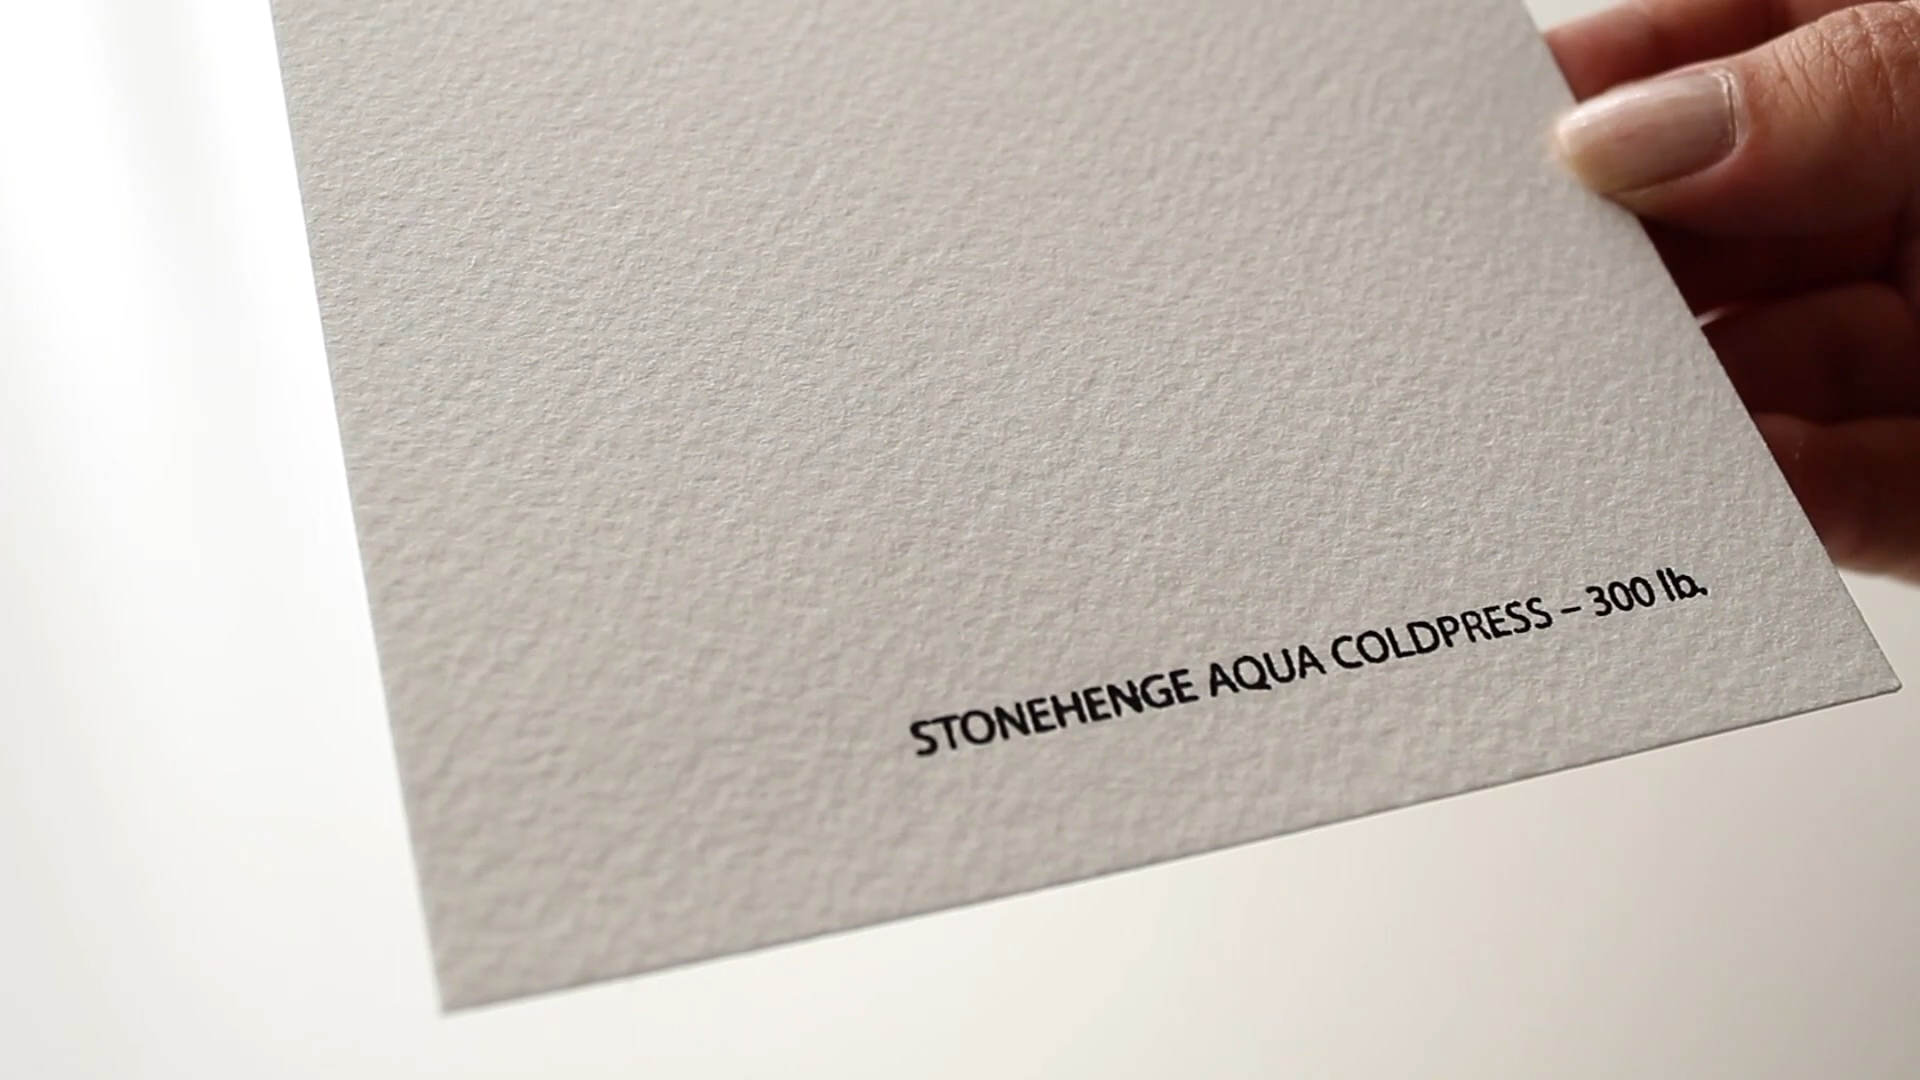 STONEHENGE AQUA COLDPRESS – 300 lb.